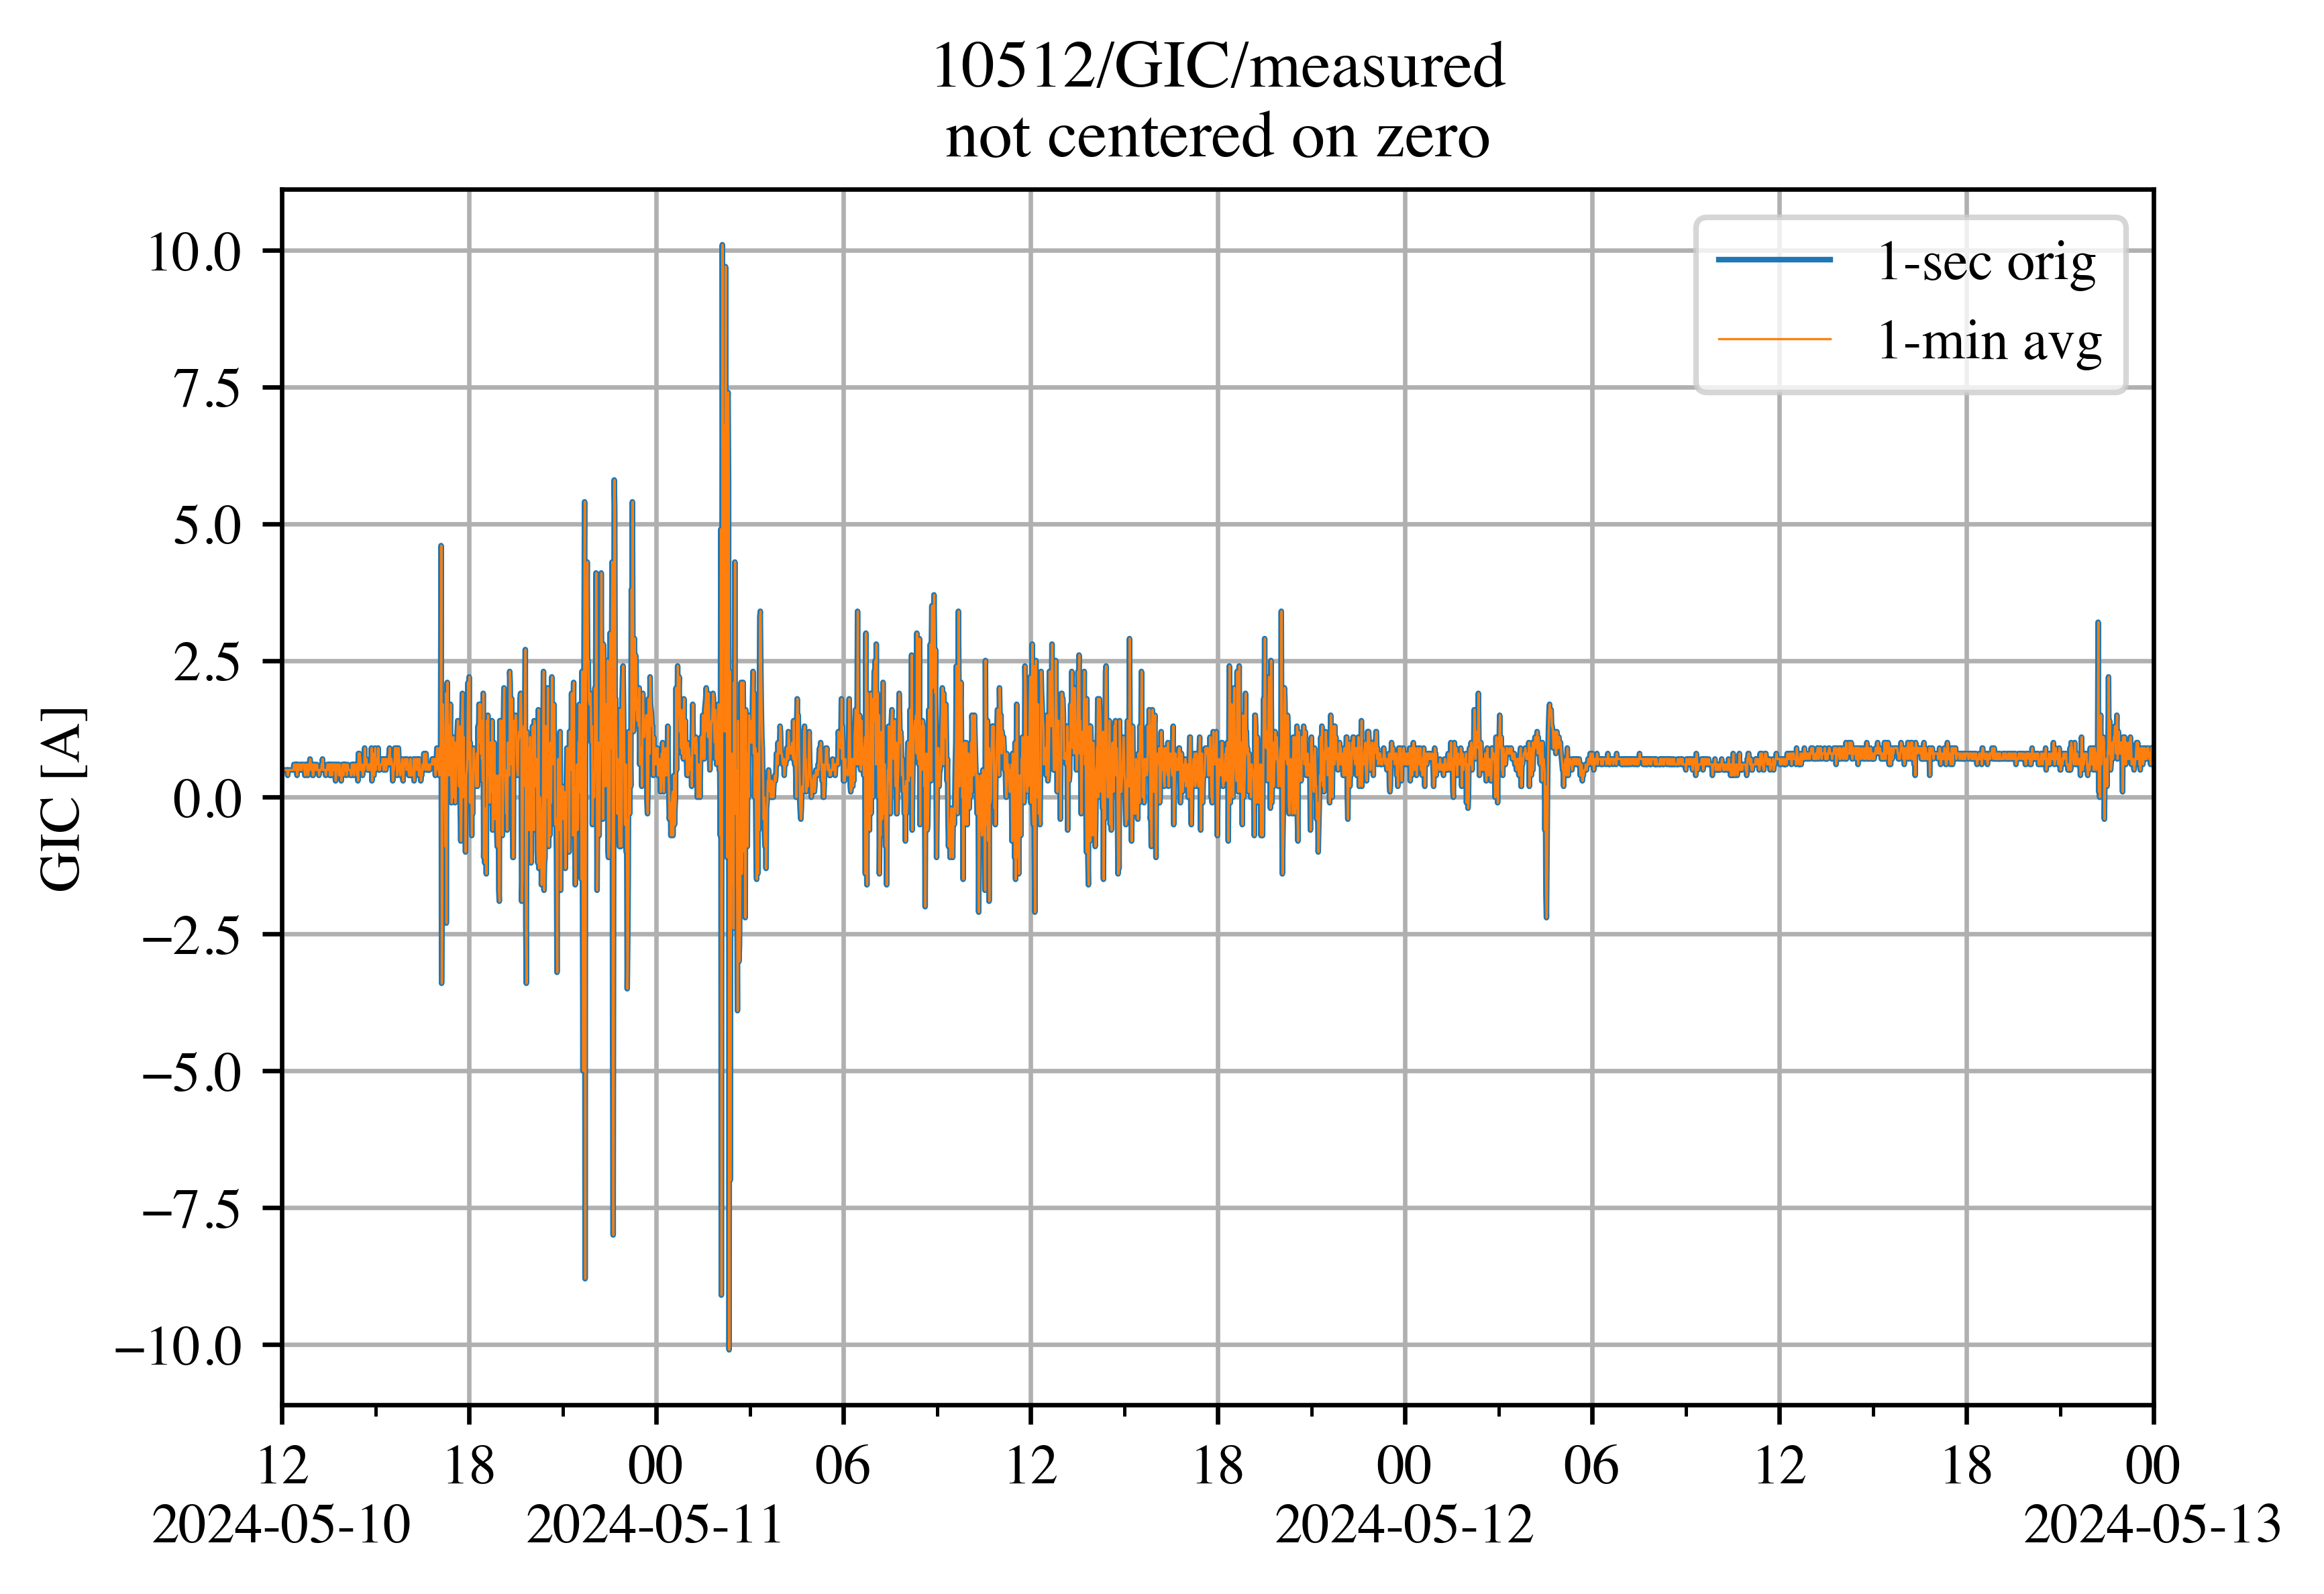 10512/GIC/measured
not centered on zero
1-sec orig
1-min avg
GIC [A]
10.0
7.5
5.0
2.5
0.0
−2.5
−5.0
−7.5
−10.0
12 18 00 06 12 18 00 06 12 18 00
2024-05-10 2024-05-11 2024-05-12 2024-05-13